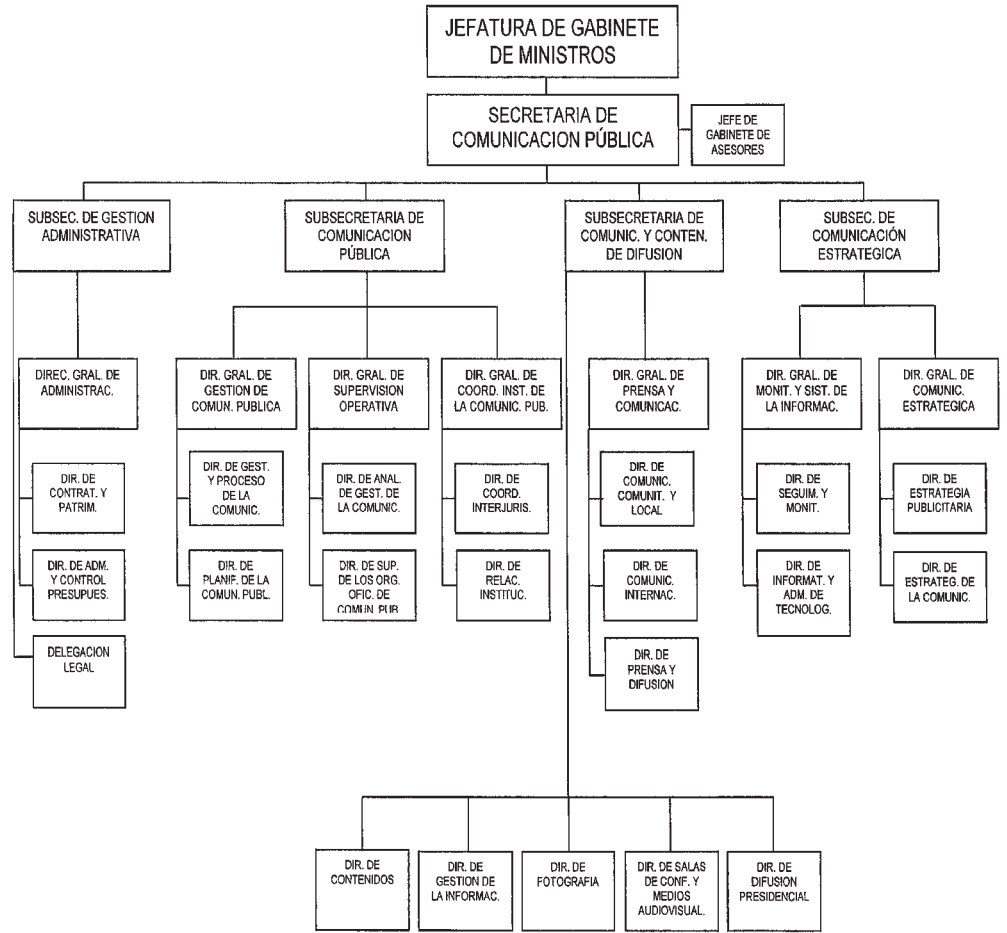 JEFATURA DE GABINETE
DE MINISTROS
SECRETARIA DE
COMUNICACION PÚBLICA
JEFE DE
GABINETE DE
ASESORES
SUBSEC. DE GESTION
ADMINISTRATIVA
SUBSECRETARIA DE
COMUNICACION
PÚBLICA
SUBSECRETARIA DE
COMUNIC. Y CONTEN.
DE DIFUSION
SUBSEC. DE
COMUNICACIÓN
ESTRATEGICA
DIREC. GRAL. DE
ADMINISTRAC.
DIR. GRAL. DE
GESTION DE
COMUN. PUBLICA
DIR. GRAL. DE
SUPERVISION
OPERATIVA
DIR. GRAL. DE
COORD. INST. DE
LA COMUNIC. PUB.
DIR. GRAL. DE
PRENSA Y
COMUNICAC.
DIR. GRAL. DE
MONIT. Y SIST. DE
LA INFORMAC.
DIR. GRAL. DE
COMUNIC.
ESTRATEGICA
DIR. DE
CONTRAT. Y
PATRIM.
DIR. DE GEST.
Y PROCESO
DE LA
COMUNIC.
DIR. DE ANAL.
DE GEST. DE
LA COMUNIC.
DIR. DE
COORD.
INTERJURIS.
DIR. DE
COMUNIC.
COMUNIT. Y
LOCAL
DIR. DE
SEGUIM. Y
MONIT.
DIR. DE
ESTRATEGIA
PUBLICITARIA
DIR. DE ADM.
Y CONTROL
PRESUPUES.
DIR. DE
PLANIF. DE LA
COMUN. PUBL.
DIR. DE SUP.
DE LOS ORG.
OFIC. DE
COMUN. PUB
DIR. DE
RELAC.
INSTITUC.
DIR. DE
COMUNIC.
INTERNAC.
DIR. DE
INFORMAT. Y
ADM. DE
TECNOLOG.
DIR. DE
ESTRATEG. DE
LA COMUNIC.
DELEGACION
LEGAL
DIR. DE
PRENSA Y
DIFUSION
DIR. DE
CONTENIDOS
DIR. DE
GESTION DE
LA INFORMAC.
DIR. DE
FOTOGRAFIA
DIR. DE SALAS
DE CONF. Y
MEDIOS
AUDIOVISUAL.
DIR. DE
DIFUSION
PRESIDENCIAL